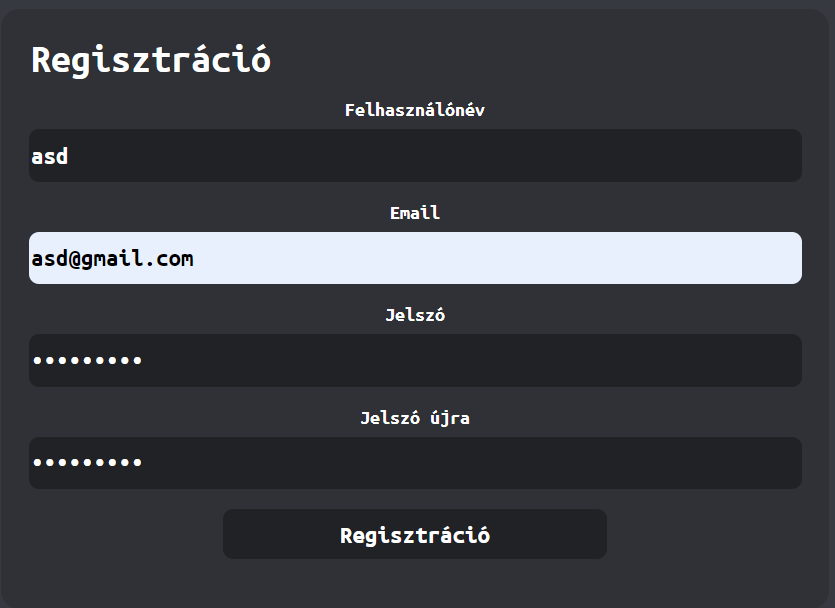 Regisztráció
Felhasználónév
asd
Email
asd@gmail.com
Jelszó
•••••••••
Jelszó újra
•••••••••
Regisztráció